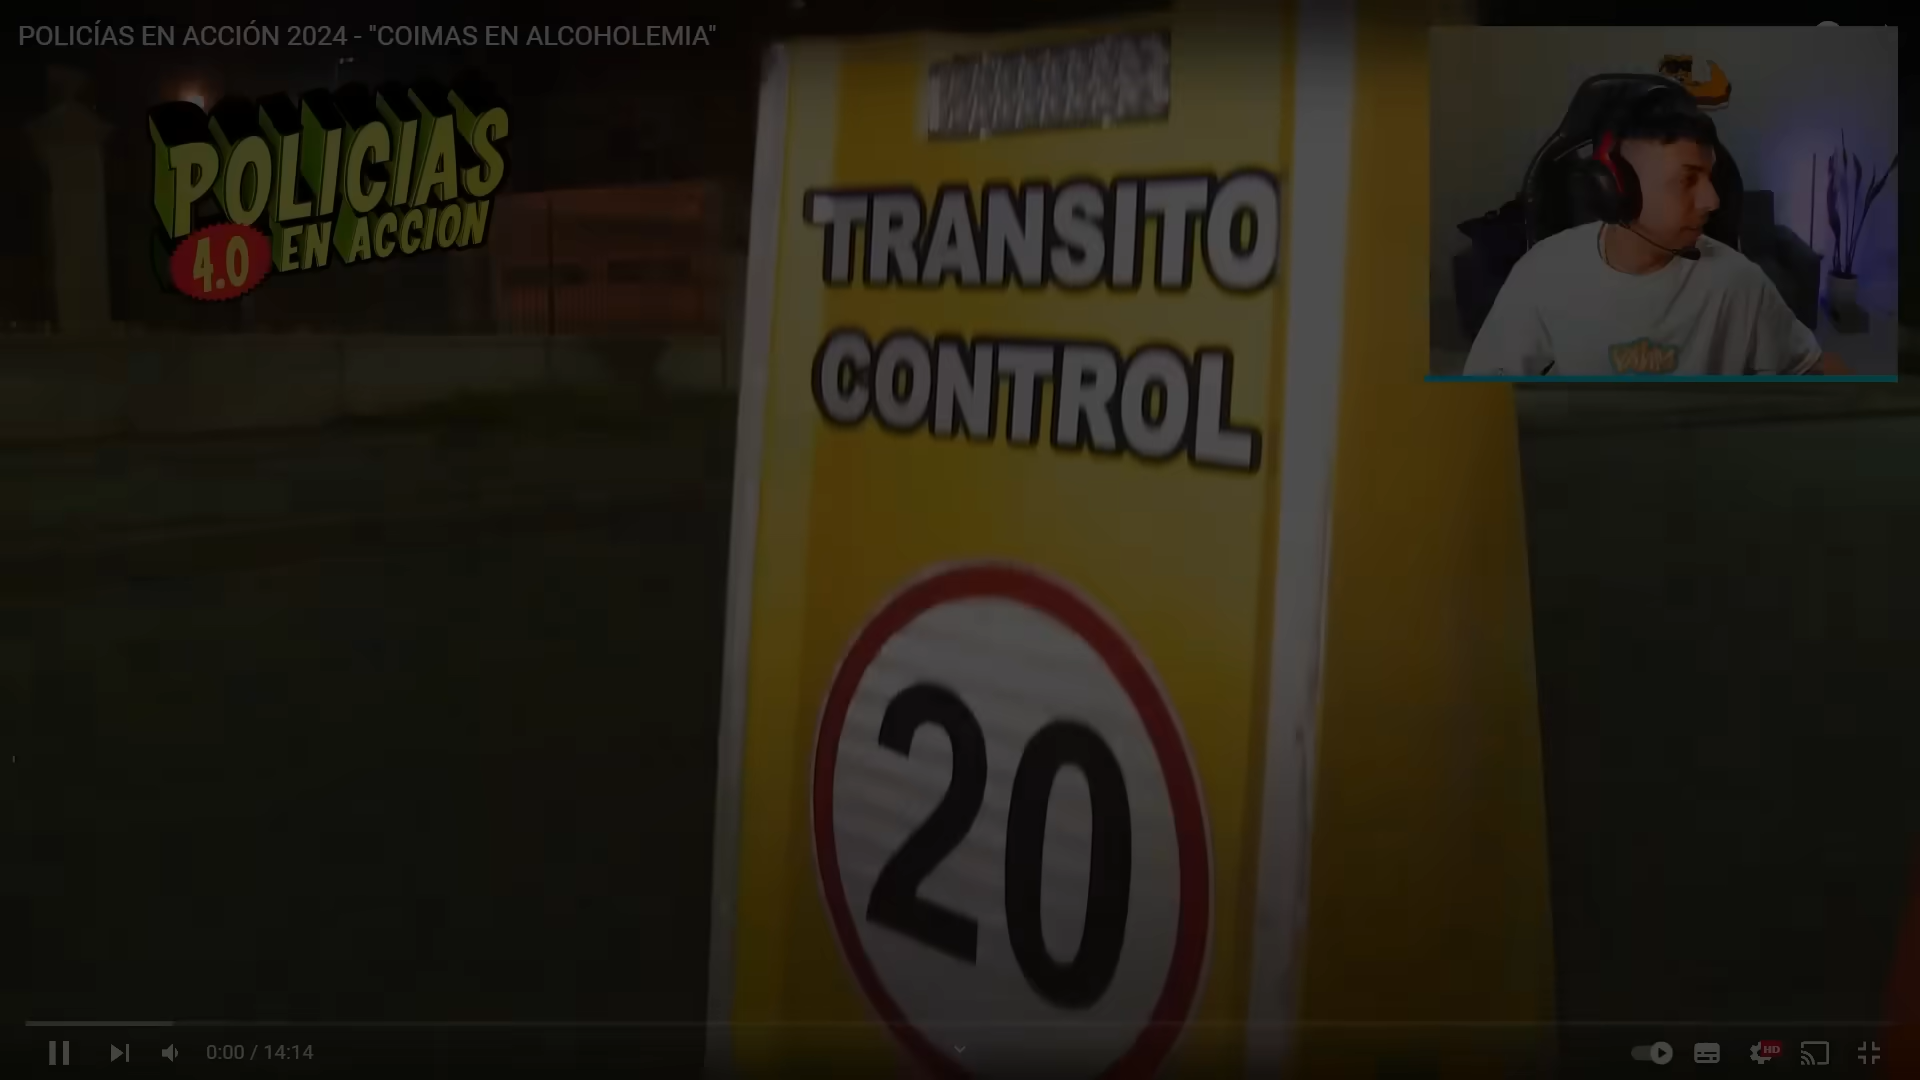 POLICÍAS EN ACCIÓN 2024 - "COIMAS EN ALCOHOLEMIA"
POLICIAS
4.0 EN ACCION
TRANSITO
CONTROL
20
0:00 / 14:14
HD